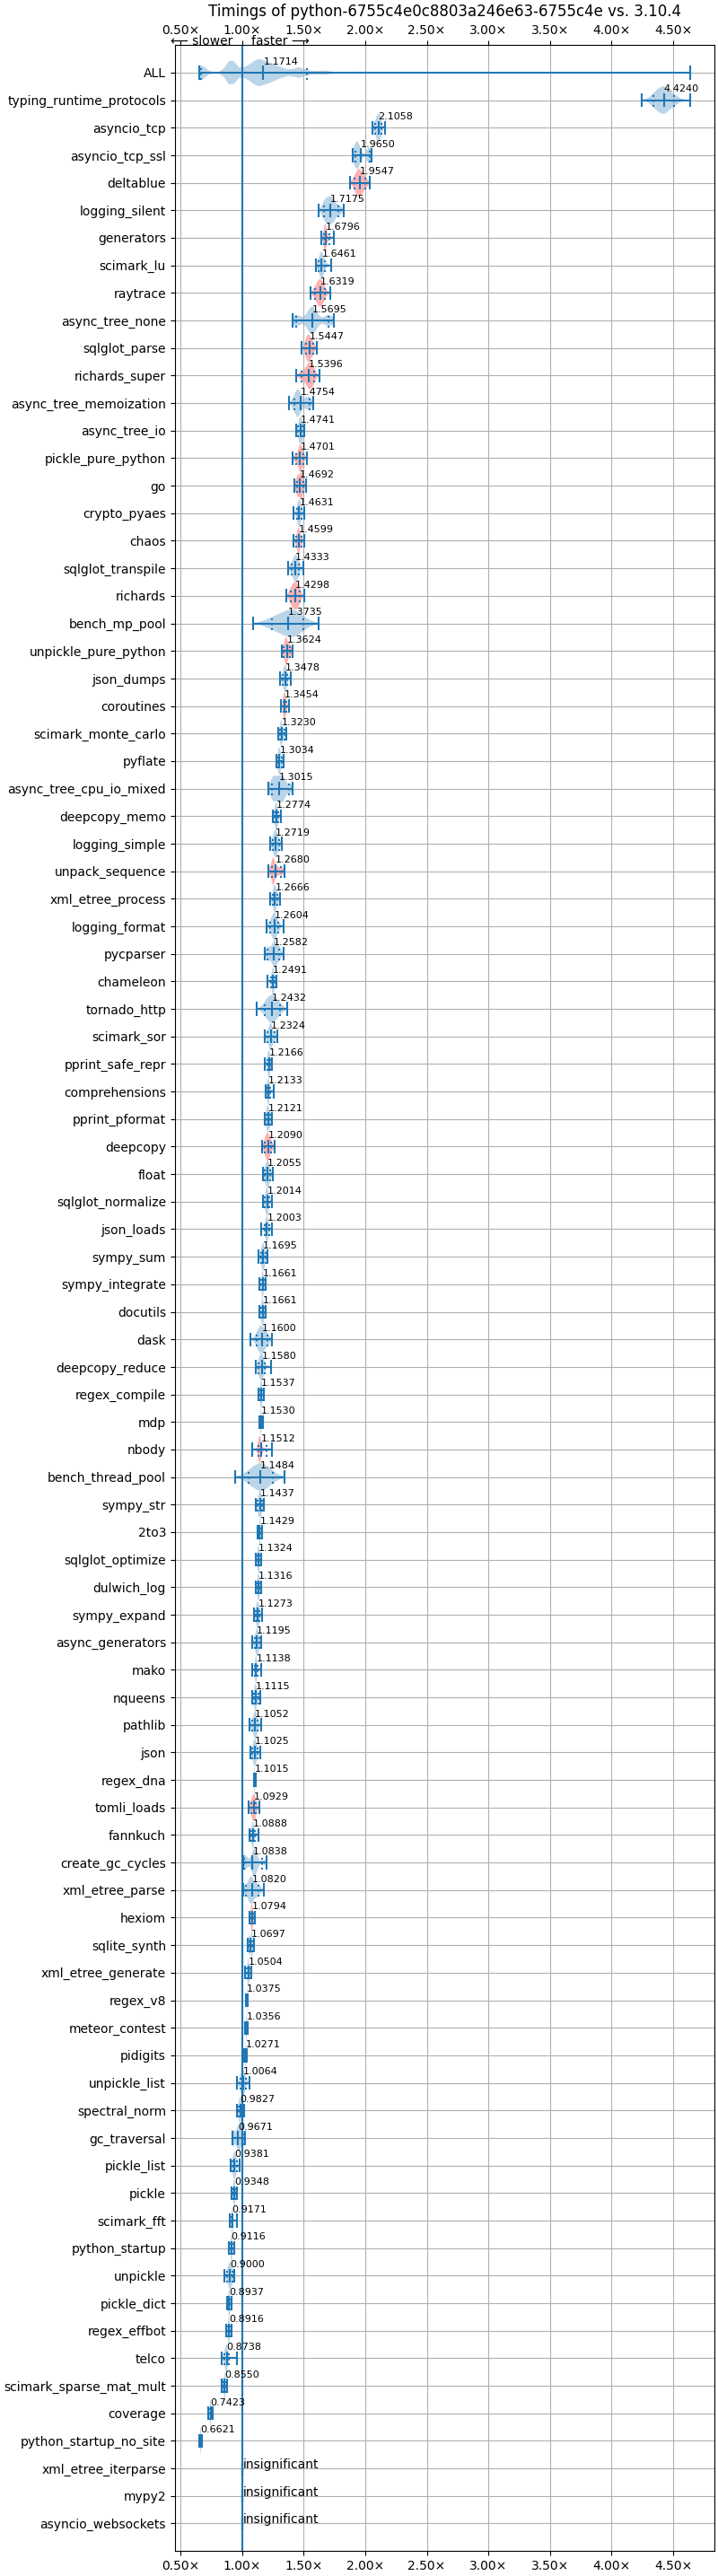 Timings of python-6755c4e0c8803a246e63-6755c4e vs. 3.10.4
0.50× 1.00× 1.50× 2.00× 2.50× 3.00× 3.50× 4.00× 4.50×
←— slower faster —→
ALL 1.1714
typing_runtime_protocols 4.4240
asyncio_tcp 2.1058
asyncio_tcp_ssl 1.9650
deltablue 1.9547
logging_silent 1.7175
generators 1.6796
scimark_lu 1.6461
raytrace 1.6319
async_tree_none 1.5695
sqlglot_parse 1.5447
richards_super 1.5396
async_tree_memoization 1.4754
async_tree_io 1.4741
pickle_pure_python 1.4701
go 1.4692
crypto_pyaes 1.4631
chaos 1.4599
sqlglot_transpile 1.4333
richards 1.4298
bench_mp_pool 1.3735
unpickle_pure_python 1.3624
json_dumps 1.3478
coroutines 1.3454
scimark_monte_carlo 1.3230
pyflate 1.3034
async_tree_cpu_io_mixed 1.3015
deepcopy_memo 1.2774
logging_simple 1.2719
unpack_sequence 1.2680
xml_etree_process 1.2666
logging_format 1.2604
pycparser 1.2582
chameleon 1.2491
tornado_http 1.2432
scimark_sor 1.2324
pprint_safe_repr 1.2166
comprehensions 1.2133
pprint_pformat 1.2121
deepcopy 1.2090
float 1.2055
sqlglot_normalize 1.2014
json_loads 1.2003
sympy_sum 1.1695
sympy_integrate 1.1661
docutils 1.1661
dask 1.1600
deepcopy_reduce 1.1580
regex_compile 1.1537
mdp 1.1530
nbody 1.1512
bench_thread_pool 1.1484
sympy_str 1.1437
2to3 1.1429
sqlglot_optimize 1.1324
dulwich_log 1.1316
sympy_expand 1.1273
async_generators 1.1195
mako 1.1138
nqueens 1.1115
pathlib 1.1052
json 1.1025
regex_dna 1.1015
tomli_loads 1.0929
fannkuch 1.0888
create_gc_cycles 1.0838
xml_etree_parse 1.0820
hexiom 1.0794
sqlite_synth 1.0697
xml_etree_generate 1.0504
regex_v8 1.0375
meteor_contest 1.0356
pidigits 1.0271
unpickle_list 1.0064
spectral_norm 0.9827
gc_traversal 0.9671
pickle_list 0.9381
pickle 0.9348
scimark_fft 0.9171
python_startup 0.9116
unpickle 0.9000
pickle_dict 0.8937
regex_effbot 0.8916
telco 0.8738
scimark_sparse_mat_mult 0.8550
coverage 0.7423
python_startup_no_site 0.6621
xml_etree_iterparse insignificant
mypy2 insignificant
asyncio_websockets insignificant
0.50× 1.00× 1.50× 2.00× 2.50× 3.00× 3.50× 4.00× 4.50×